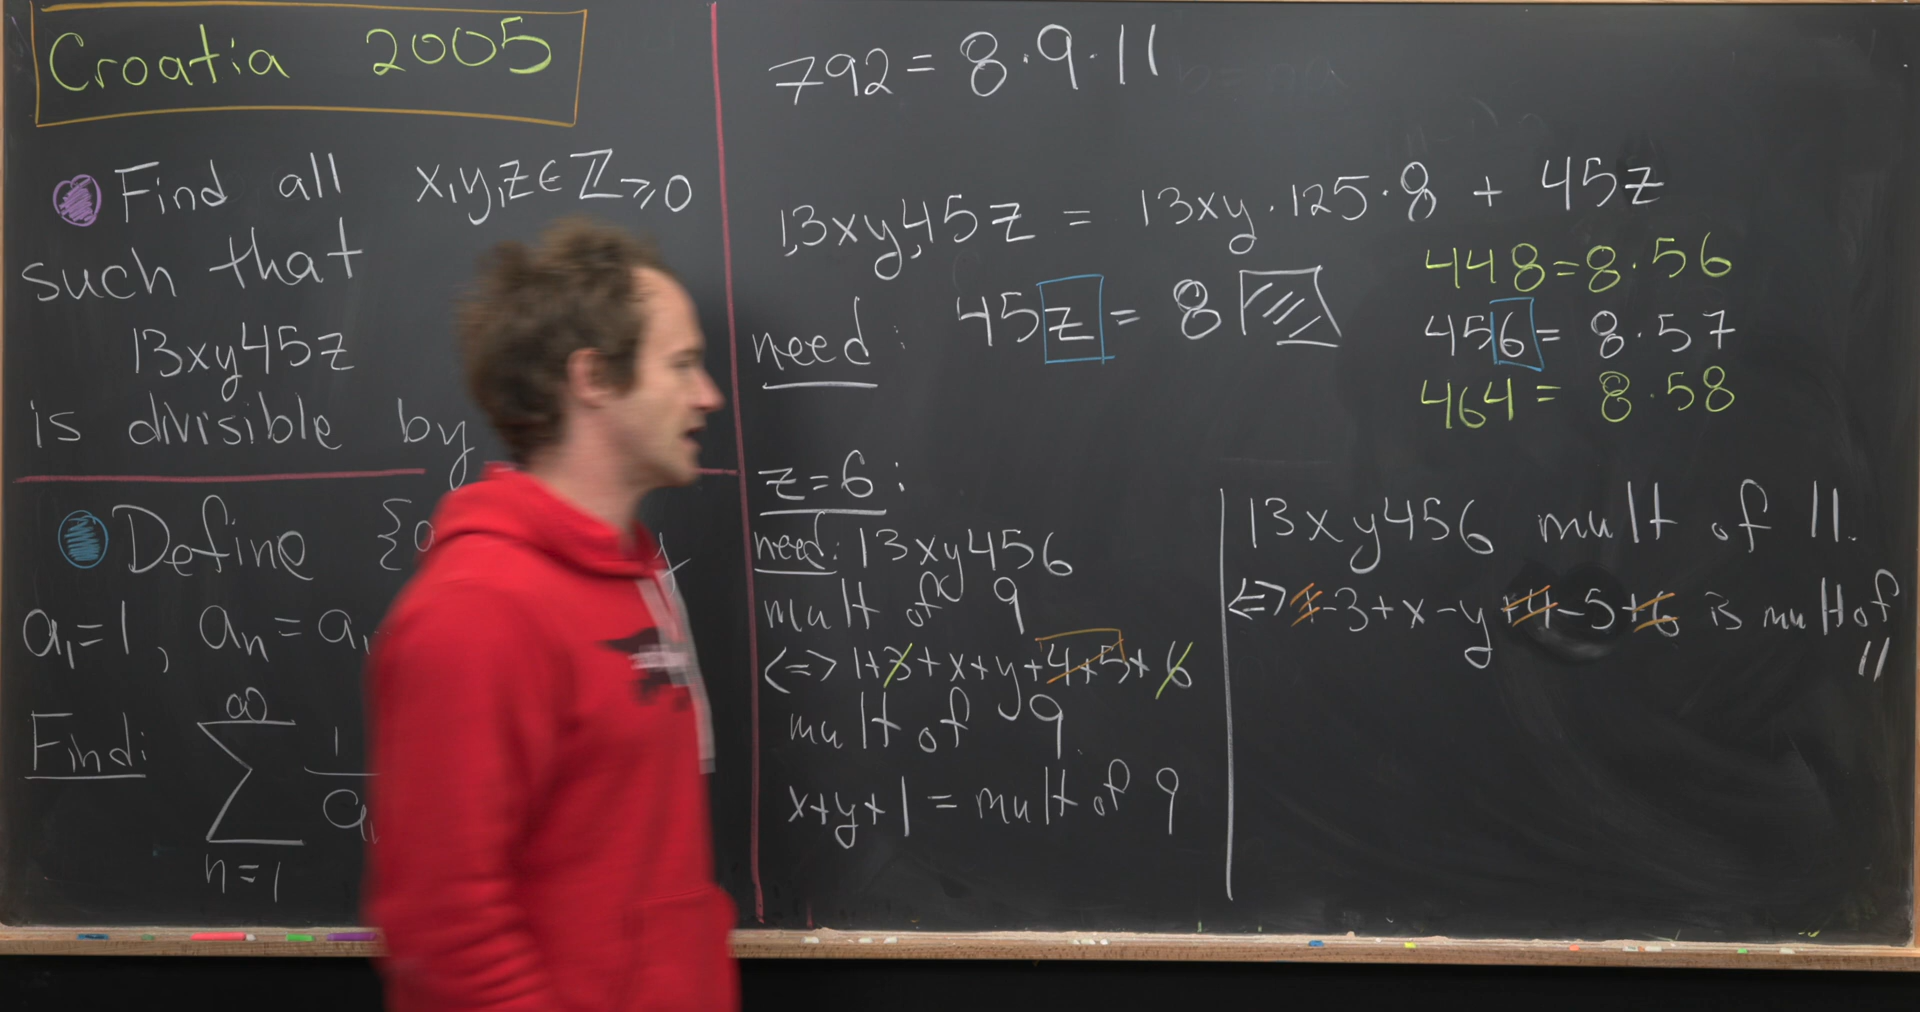 Croatia 2005
Find all x,y,z∈ℤ≥0
such that
13xy45z
is divisible by
Define {a
a₁=1, aₙ=a
Find:
∞
∑ 1
a
n=1
792 = 8·9·11
1,3xy,45z = 13xy·125·8 + 45z
need: 45z = 8
448=8·56
456=8·57
464=8·58
z=6:
need: 13xy456
mult of 9
<=> 1+3+x+y+4+5+6
mult of 9
x+y+1 = mult of 9
13xy456 mult of 11.
<=> 1-3+x-y+4-5+6 is mult of
11